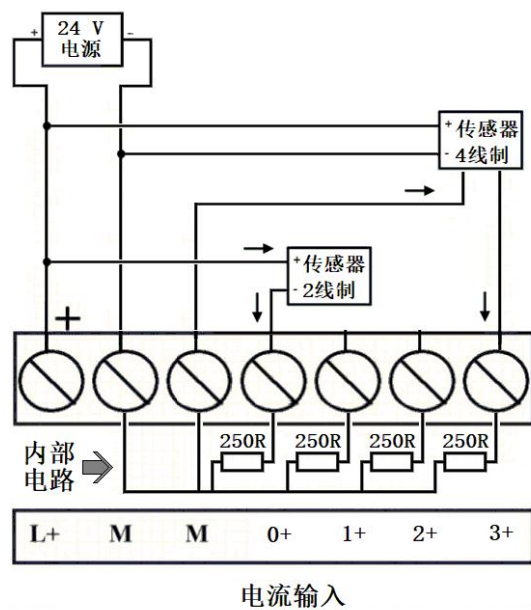 + 24 V -
电源
+ 传感器
- 4线制
+ 传感器
- 2线制
+
250R 250R 250R 250R
内部
电路
L+ M M 0+ 1+ 2+ 3+
电流输入